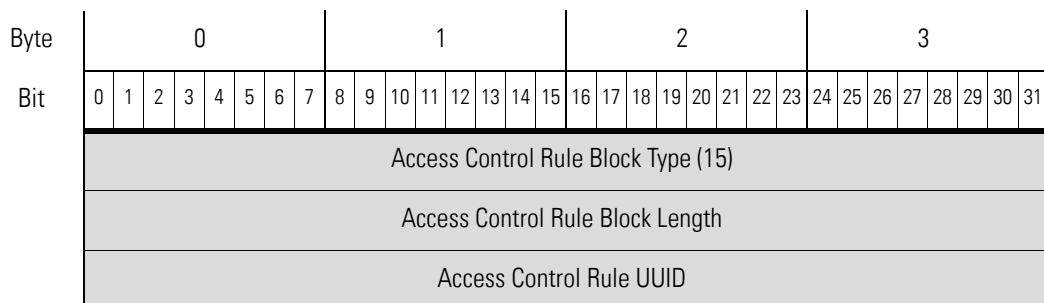 Byte 0 1 2 3
Bit 0 1 2 3 4 5 6 7 8 9 10 11 12 13 14 15 16 17 18 19 20 21 22 23 24 25 26 27 28 29 30 31
Access Control Rule Block Type (15)
Access Control Rule Block Length
Access Control Rule UUID